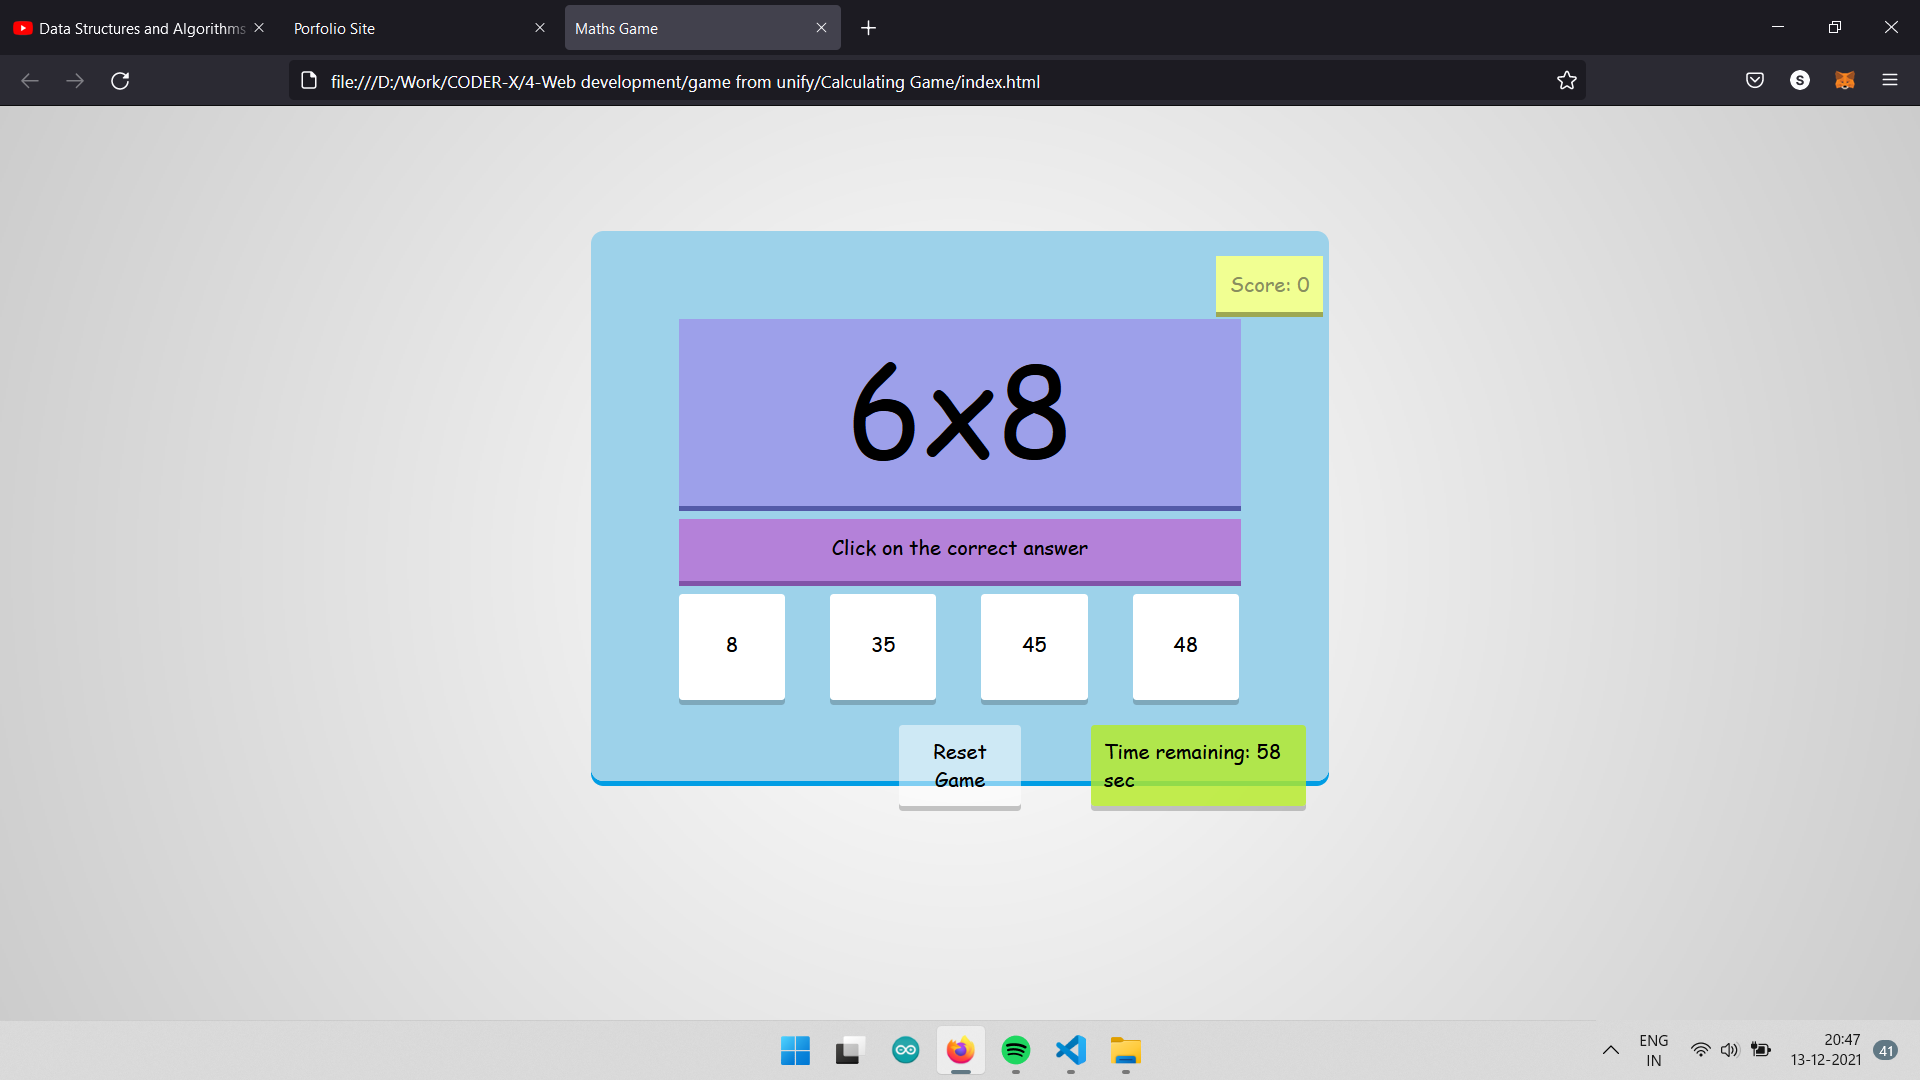 Data Structures and Algorithms
Porfolio Site
Maths Game
file:///D:/Work/CODER-X/4-Web development/game from unify/Calculating Game/index.html
S
Score: 0
6x8
Click on the correct answer
8
35
45
48
Reset
Game
Time remaining: 58
sec
ENG
IN
20:47
13-12-2021
41